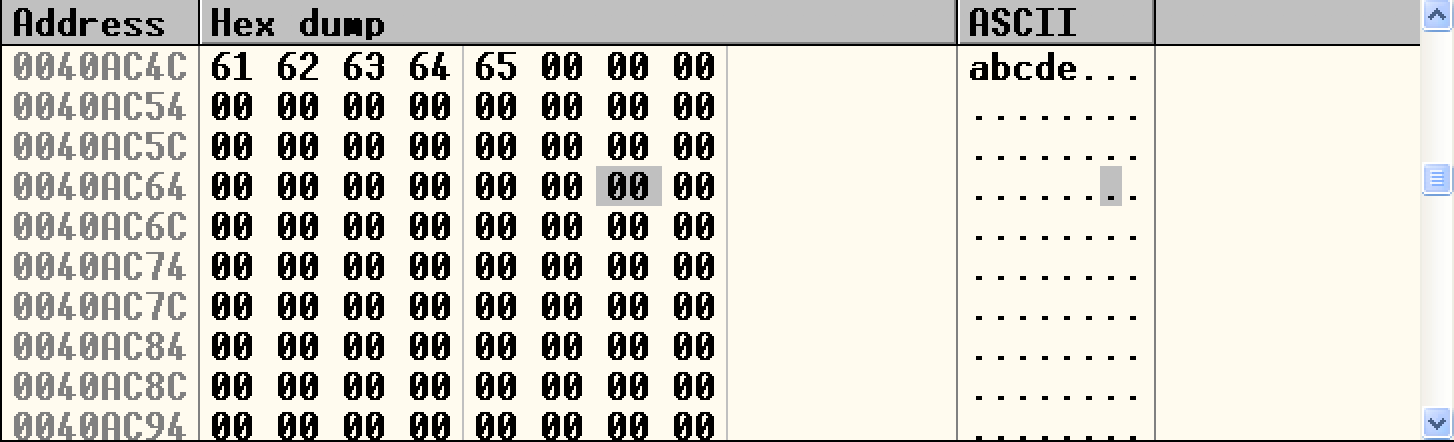 Address Hex dump ASCII
0040AC4C 61 62 63 64 65 00 00 00 abcde...
0040AC54 00 00 00 00 00 00 00 00 ........
0040AC5C 00 00 00 00 00 00 00 00 ........
0040AC64 00 00 00 00 00 00 00 00 ........
0040AC6C 00 00 00 00 00 00 00 00 ........
0040AC74 00 00 00 00 00 00 00 00 ........
0040AC7C 00 00 00 00 00 00 00 00 ........
0040AC84 00 00 00 00 00 00 00 00 ........
0040AC8C 00 00 00 00 00 00 00 00 ........
0040AC94 00 00 00 00 00 00 00 00 ........